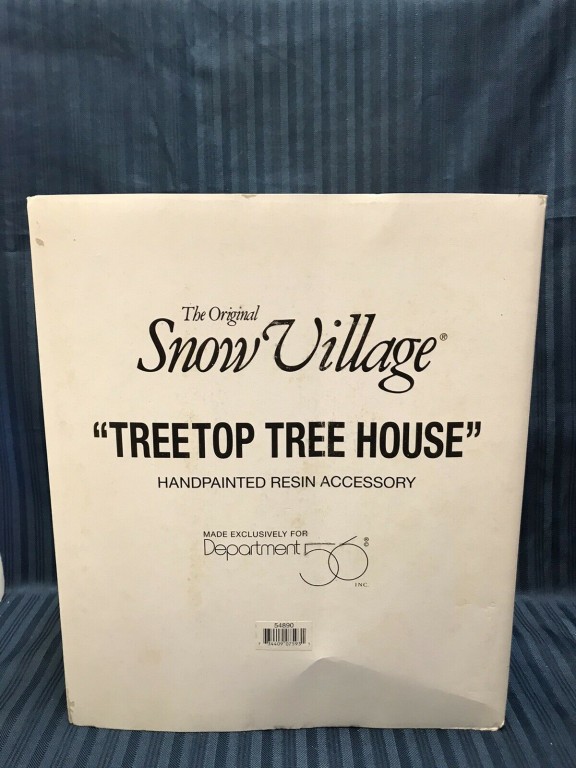 The Original
Snow Village®
"TREETOP TREE HOUSE"
HANDPAINTED RESIN ACCESSORY
MADE EXCLUSIVELY FOR
Department 56®
©
INC.
54890